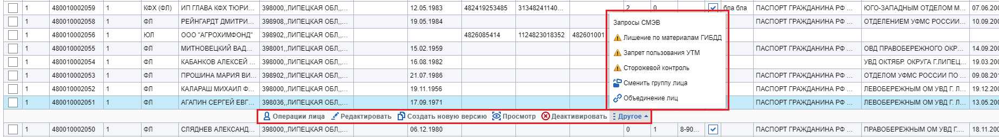 1 480010002059 1 КФХ (ФЛ) ИП ГЛАВА КФХ ТЮРИ... 398000,,ЛИПЕЦКАЯ ОБЛ,,... 12.05.1983 482419253485 31348241140... 2 0 бла бла ПАСПОРТ ГРАЖДАНИНА РФ ... ЮГО-ЗАПАДНЫМ ОТДЕЛОМ М... 07.06.200
1 480010002058 1 ФЛ РЕЙНГАРДТ ДМИТРИ... 398908,,ЛИПЕЦКАЯ ОБЛ,,... 19.05.1984 Запросы СМЭВ ПАСПОРТ ГРАЖДАНИНА РФ ... ОТДЕЛЕНИЕМ УФМС РОССИИ... 10.09.200
1 480010002056 1 ЮЛ ООО "АГРОХИМФОНД" 398902,,ЛИПЕЦКАЯ ОБЛ,,... 4826085414 1124823018352 482601001 Лишение по материалам ГИБДД
1 480010002055 1 ФЛ МИТНОВЕЦКИЙ ВАД... 398001,,ЛИПЕЦКАЯ ОБЛ,,... 15.02.1959 Запрет пользования УТМ ПАСПОРТ ГРАЖДАНИНА РФ ... ОВД ПРАВОБЕРЕЖНОГО ОКР... 14.09.200
1 480010002054 1 ФЛ КАБАНКОВ АЛЕКСЕЙ ... 398000,,ЛИПЕЦКАЯ ОБЛ,,... 16.08.1982 Сторожевой контроль УВД ОКТЯБР. ОКРУГА Г.ЛИПЕЦ... 19.03.200
1 480010002053 1 ФЛ ПРОШИНА МАРИЯ ВИ... 398902,,ЛИПЕЦКАЯ ОБЛ,,... 21.07.1986 ПАСПОРТ ГРАЖДАНИНА РФ ... ОТДЕЛОМ УФМС РОССИИ ПО ... 09.08.201
1 480010002052 1 ФЛ КАЛАРАШ МИХАИЛ Ф... 398000,,ЛИПЕЦКАЯ ОБЛ,,... 19.11.1956 Сменить группу лица ПАСПОРТ ГРАЖДАНИНА РФ ... ЛЕВОБЕРЕЖНЫМ ОМ УВД Г. Л... 19.12.200
1 480010002051 1 ФЛ АГАПИН СЕРГЕЙ ЕВГ... 398036,,ЛИПЕЦКАЯ ОБЛ,,... 17.09.1971 Объединение лиц ПАСПОРТ ГРАЖДАНИНА РФ ... ЛЕВОБЕРЕЖНЫМ ОМ УВД Г. Л... 13.05.200
Операции лица Редактировать Создать новую версию Просмотр Деактивировать Другое
1 480010002050 1 ФЛ СЛЯДНЕВ АЛЕКСАНД... 398000,,ЛИПЕЦКАЯ ОБЛ,,... 06.12.1980 0 1 8-90... ПАСПОРТ ГРАЖДАНИНА РФ ... ПРАВОБЕРЕЖНЫМ ОМ УВД Г.... 18.11.200